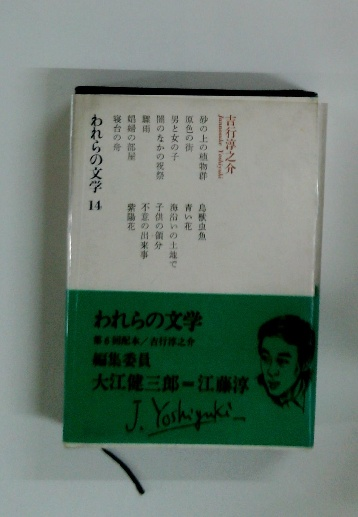 吉行淳之介
Junnosuke Yoshiyuki
砂の上の植物群
原色の街
男と女の子
闇のなかの祝祭
驟雨
娼婦の部屋
寝台の舟
鳥獣虫魚
青い花
海沿いの土地で
子供の領分
不意の出来事
紫陽花
われらの文学 14
われらの文学
第6回配本/吉行淳之介
編集委員
大江健三郎=江藤淳
J. Yoshiyuki